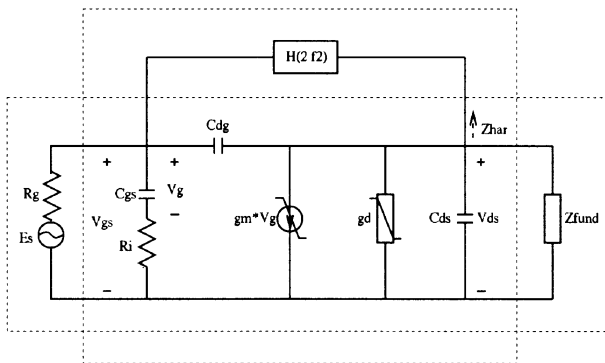 H(2 f2)
Cdg
Zhar
+
+
+
Rg
Cgs
Vg
Vgs
−
gm*Vg
gd
Cds
Vds
Zfund
Es
Ri
−
−